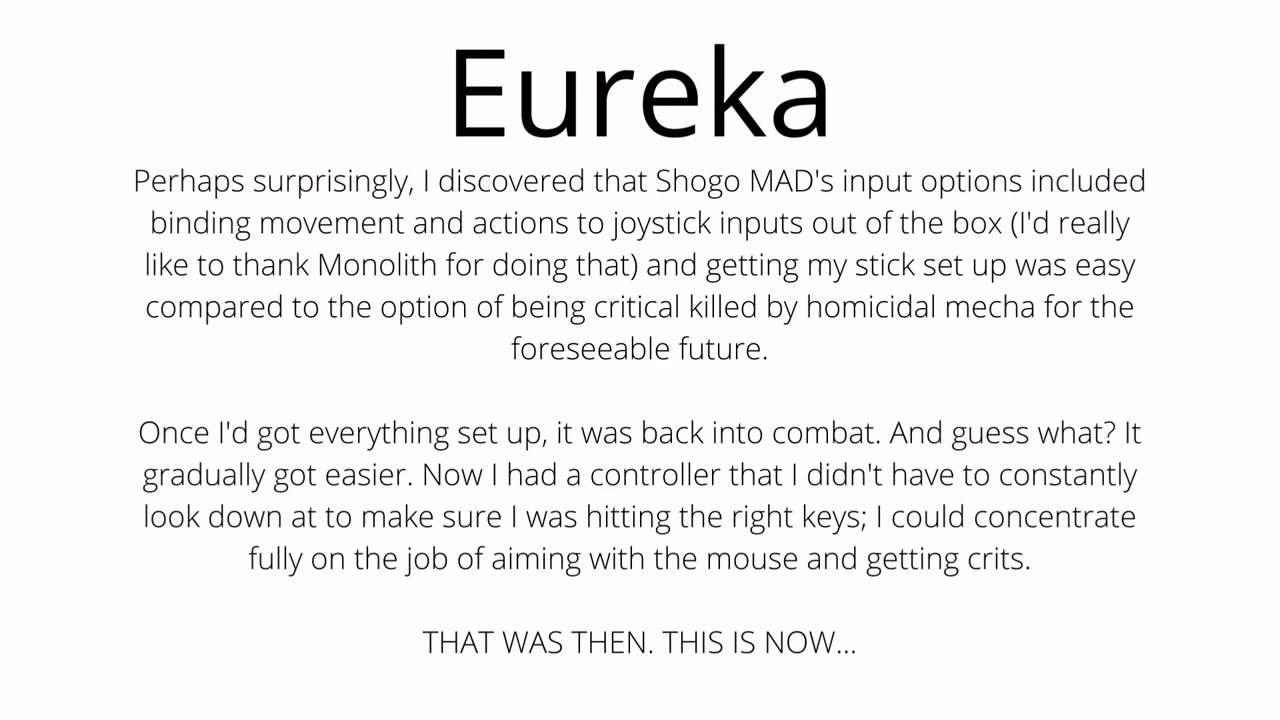 Eureka
Perhaps surprisingly, I discovered that Shogo MAD's input options included
binding movement and actions to joystick inputs out of the box (I'd really
like to thank Monolith for doing that) and getting my stick set up was easy
compared to the option of being critical killed by homicidal mecha for the
foreseeable future.
Once I'd got everything set up, it was back into combat. And guess what? It
gradually got easier. Now I had a controller that I didn't have to constantly
look down at to make sure I was hitting the right keys; I could concentrate
fully on the job of aiming with the mouse and getting crits.
THAT WAS THEN. THIS IS NOW...